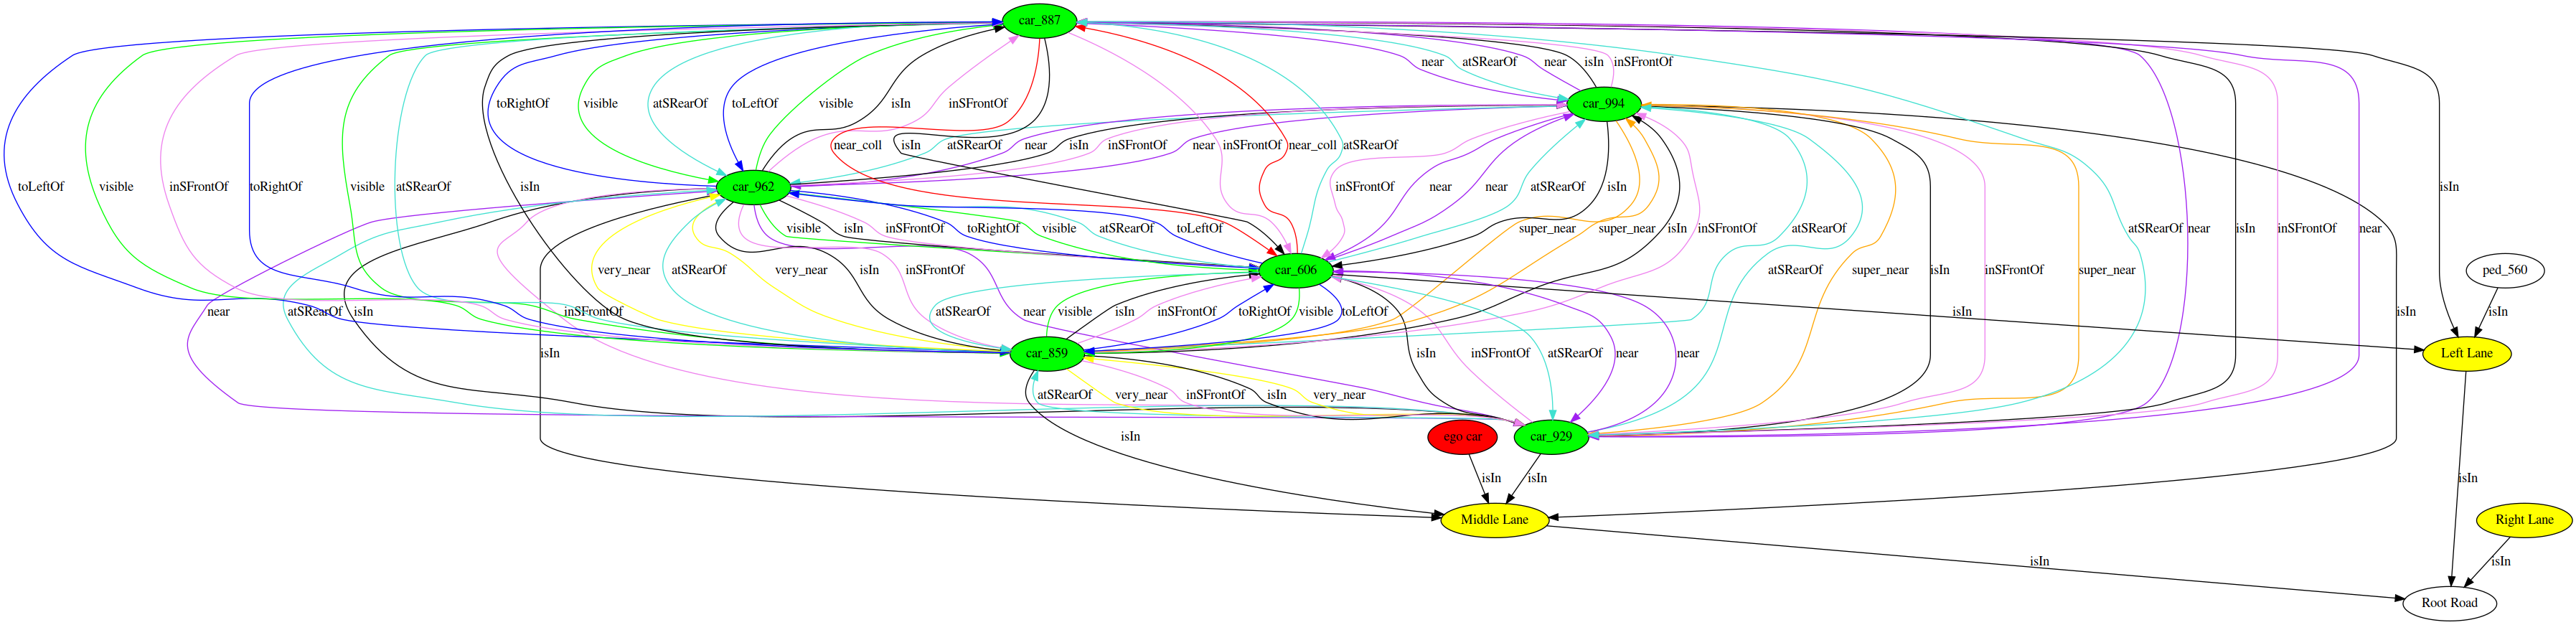 car_887
near atSRearOf near isIn inSFrontOf
car_994
toRightOf visible atSRearOf toLeftOf visible isIn inSFrontOf
near_coll isIn atSRearOf near isIn inSFrontOf near inSFrontOf near_coll atSRearOf
toLeftOf visible inSFrontOf toRightOf visible atSRearOf isIn car_962 inSFrontOf near near atSRearOf isIn isIn
visible isIn inSFrontOf toRightOf visible atSRearOf toLeftOf super_near super_near isIn inSFrontOf atSRearOf atSRearOf near isIn inSFrontOf near
very_near atSRearOf very_near isIn inSFrontOf car_606 atSRearOf super_near isIn inSFrontOf super_near ped_560
near atSRearOf isIn inSFrontOf atSRearOf near visible isIn inSFrontOf toRightOf visible toLeftOf isIn isIn isIn
isIn car_859 isIn inSFrontOf atSRearOf near near Left Lane
atSRearOf very_near inSFrontOf isIn very_near
isIn ego car car_929
isIn isIn isIn
Middle Lane Right Lane
isIn isIn
Root Road